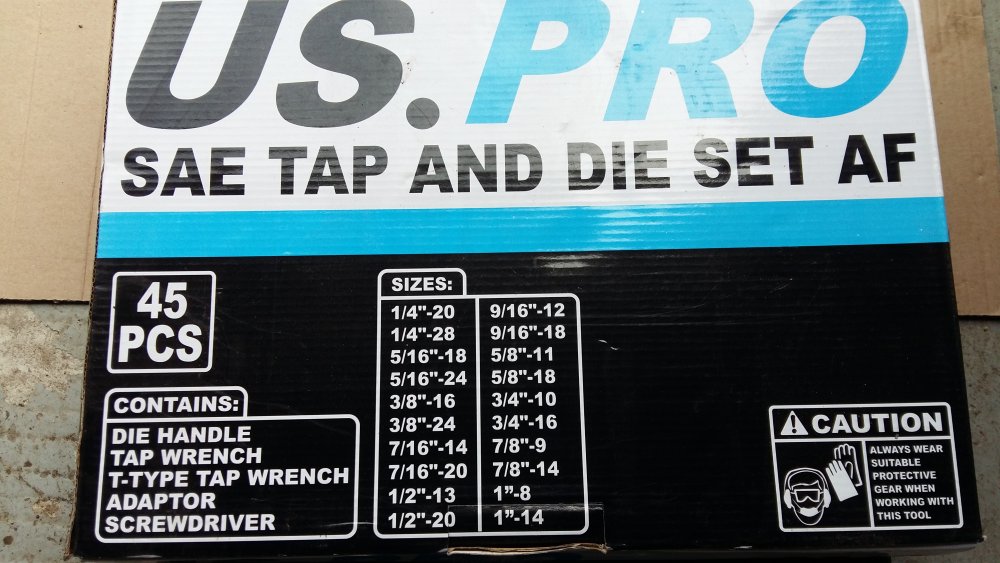 US.PRO
SAE TAP AND DIE SET AF
45
PCS
CONTAINS:
DIE HANDLE
TAP WRENCH
T-TYPE TAP WRENCH
ADAPTOR
SCREWDRIVER
SIZES:
1/4"-20
1/4"-28
5/16"-18
5/16"-24
3/8"-16
3/8"-24
7/16"-14
7/16"-20
1/2"-13
1/2"-20
9/16"-12
9/16"-18
5/8"-11
5/8"-18
3/4"-10
3/4"-16
7/8"-9
7/8"-14
1”-8
1”-14
CAUTION
ALWAYS WEAR
SUITABLE
PROTECTIVE
GEAR WHEN
WORKING WITH
THIS TOOL